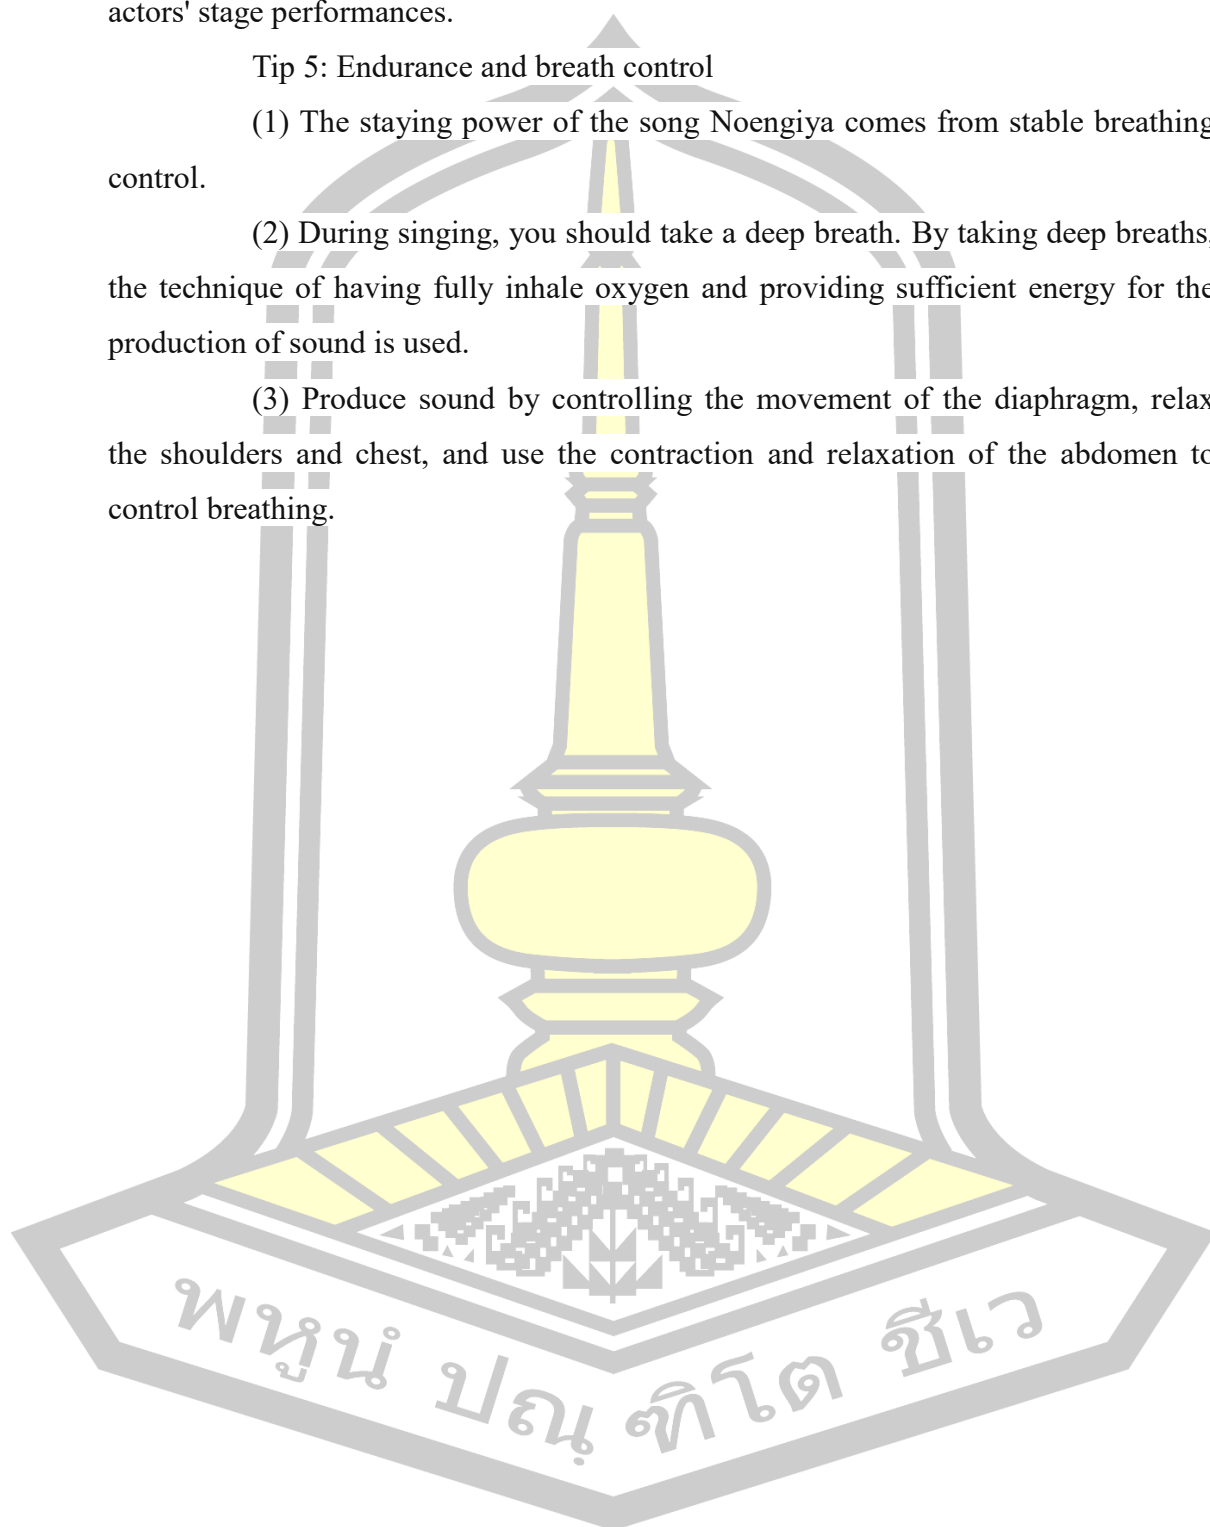 actors' stage performances.
Tip 5: Endurance and breath control
(1) The staying power of the song Noengiya comes from stable breathing
control.
(2) During singing, you should take a deep breath. By taking deep breaths,
the technique of having fully inhale oxygen and providing sufficient energy for the
production of sound is used.
(3) Produce sound by controlling the movement of the diaphragm, relax
the shoulders and chest, and use the contraction and relaxation of the abdomen to
control breathing.
พหูนํ ปณฺฑิโต ชีเว